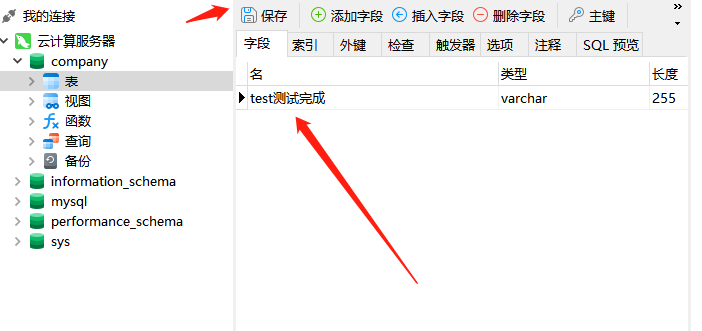 我的连接
云计算服务器
company
表
视图
函数
查询
备份
information_schema
mysql
performance_schema
sys
保存 添加字段 插入字段 删除字段 主键
字段 索引 外键 检查 触发器 选项 注释 SQL 预览
名 类型 长度
test测试完成 varchar 255